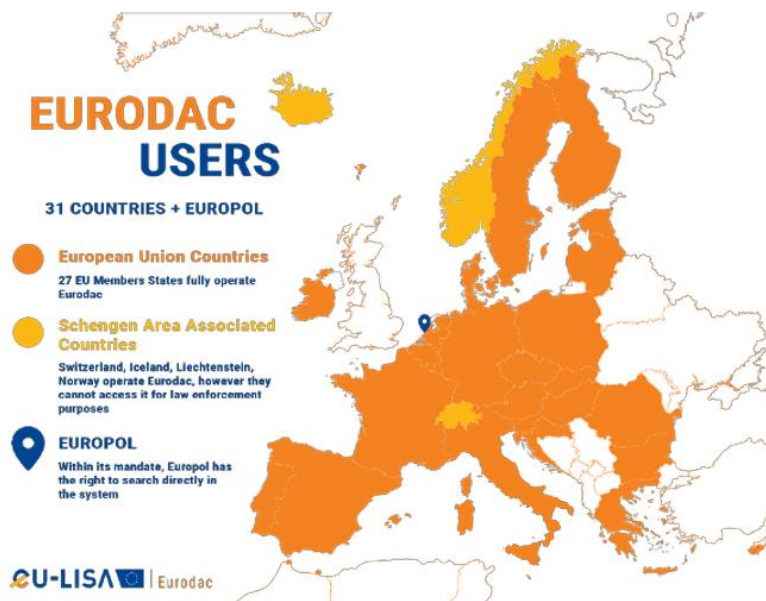 EURODAC
USERS
31 COUNTRIES + EUROPOL
European Union Countries
27 EU Members States fully operate
Eurodac
Schengen Area Associated
Countries
Switzerland, Iceland, Liechtenstein,
Norway operate Eurodac, however they
cannot access it for law enforcement
purposes
EUROPOL
Within its mandate, Europol has
the right to search directly in
the system
eU-LISA | Eurodac